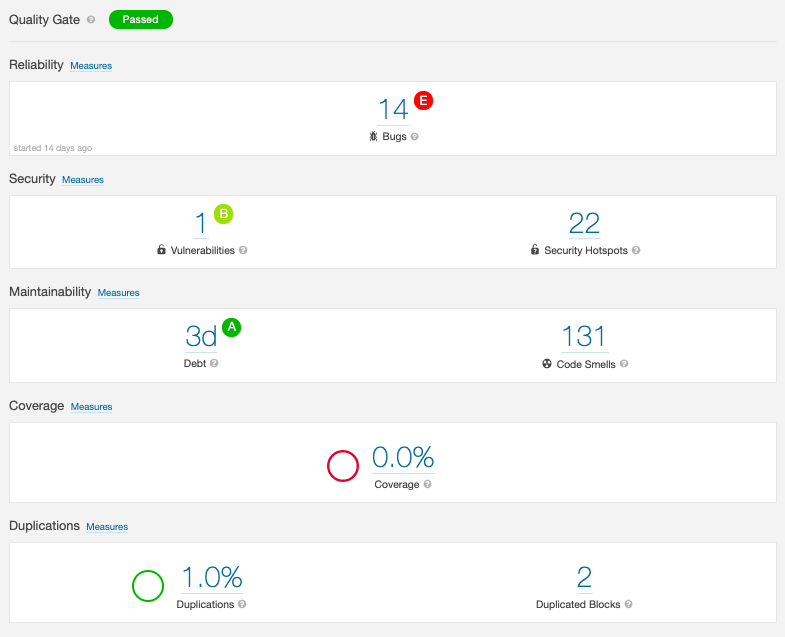 Quality Gate ? Passed
Reliability Measures
14 E
Bugs ?
started 14 days ago
Security Measures
1 B
Vulnerabilities ?
22
Security Hotspots ?
Maintainability Measures
3d A
Debt ?
131
Code Smells ?
Coverage Measures
0.0%
Coverage ?
Duplications Measures
1.0%
Duplications ?
2
Duplicated Blocks ?